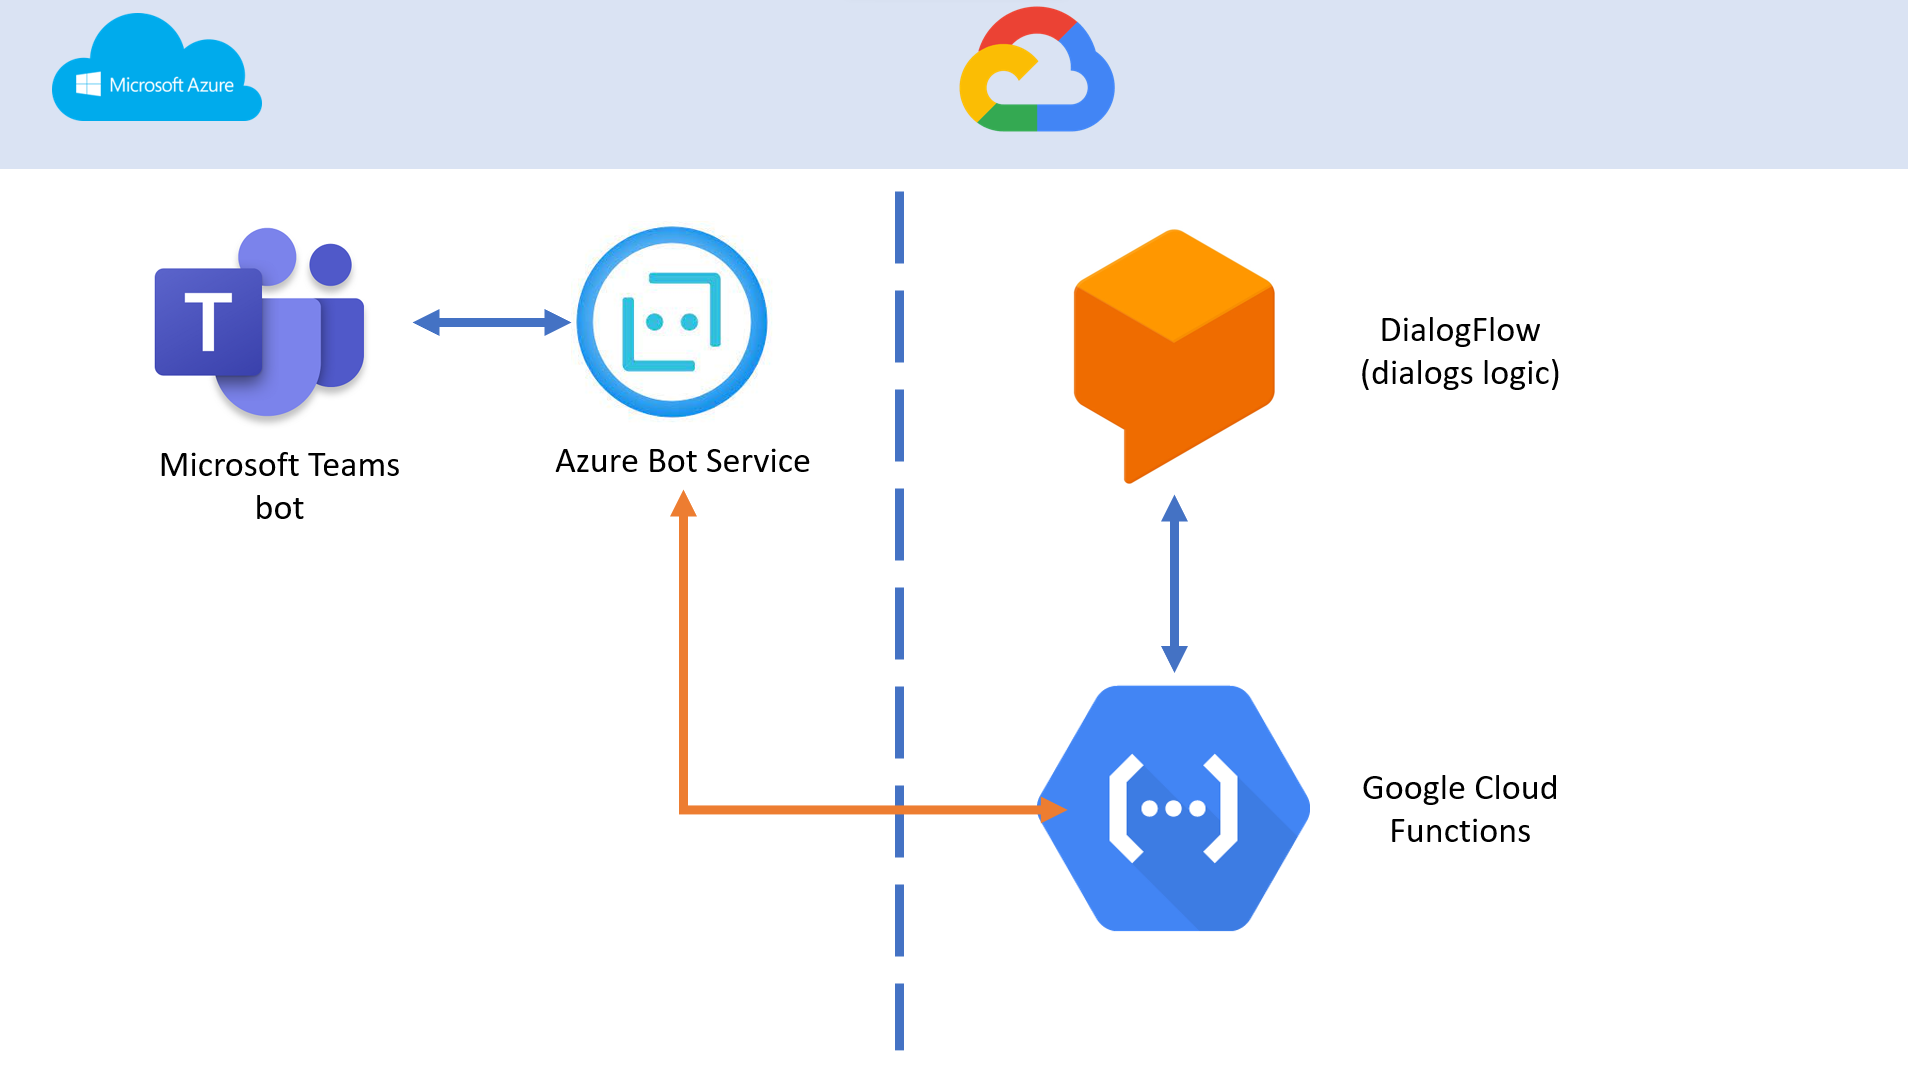 Microsoft Azure
T
Microsoft Teams
bot
Azure Bot Service
DialogFlow
(dialogs logic)
Google Cloud
Functions